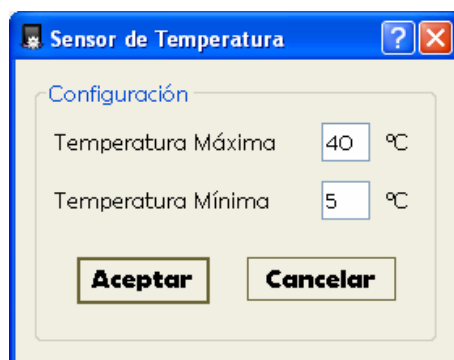 Sensor de Temperatura ?
Configuración
Temperatura Máxima 40 ºC
Temperatura Mínima 5 ºC
Aceptar Cancelar